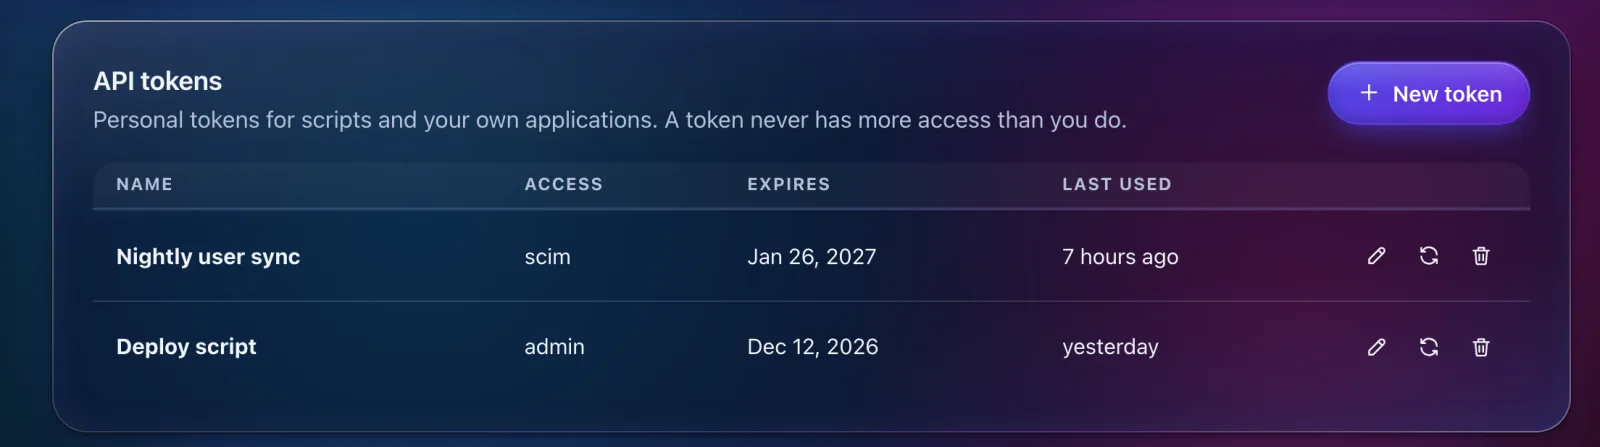 API tokens
Personal tokens for scripts and your own applications. A token never has more access than you do.
New token
NAME ACCESS EXPIRES LAST USED
Nightly user sync scim Jan 26, 2027 7 hours ago
Deploy script admin Dec 12, 2026 yesterday